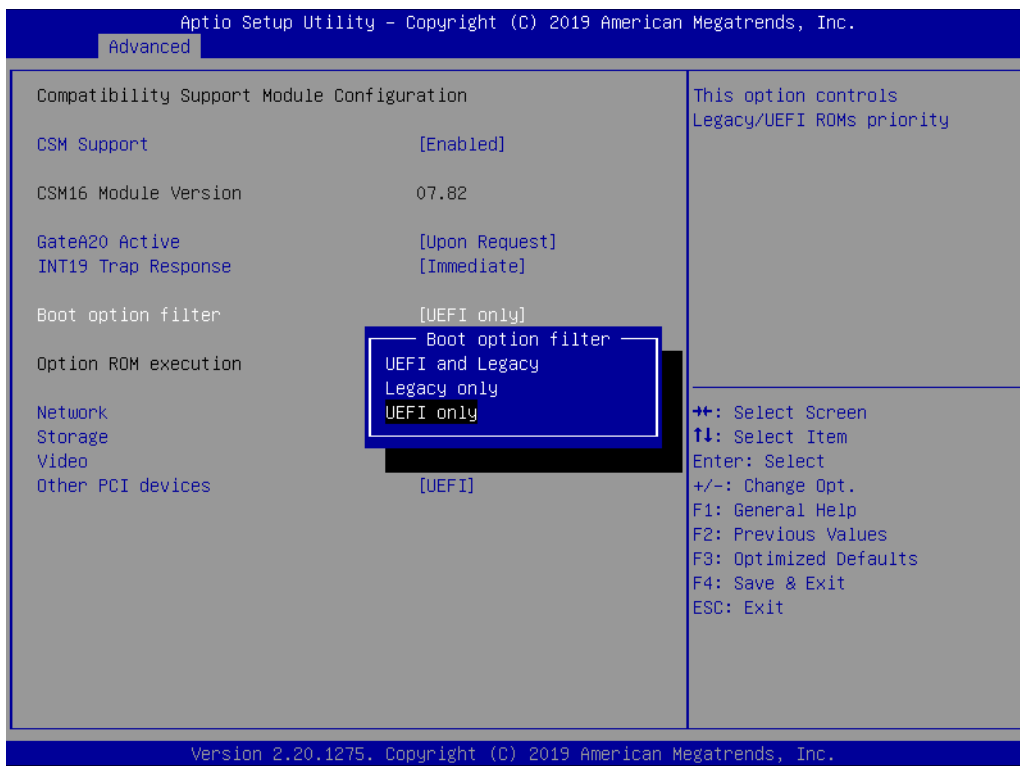 Aptio Setup Utility – Copyright (C) 2019 American Megatrends, Inc.
Advanced
Compatibility Support Module Configuration
CSM Support [Enabled]
CSM16 Module Version 07.82
GateA20 Active [Upon Request]
INT19 Trap Response [Immediate]
Boot option filter [UEFI only]
Option ROM execution
Network
Storage
Video
Other PCI devices [UEFI]
Boot option filter
UEFI and Legacy
Legacy only
UEFI only
This option controls
Legacy/UEFI ROMs priority
→←: Select Screen
↑↓: Select Item
Enter: Select
+/-: Change Opt.
F1: General Help
F2: Previous Values
F3: Optimized Defaults
F4: Save & Exit
ESC: Exit
Version 2.20.1275. Copyright (C) 2019 American Megatrends, Inc.